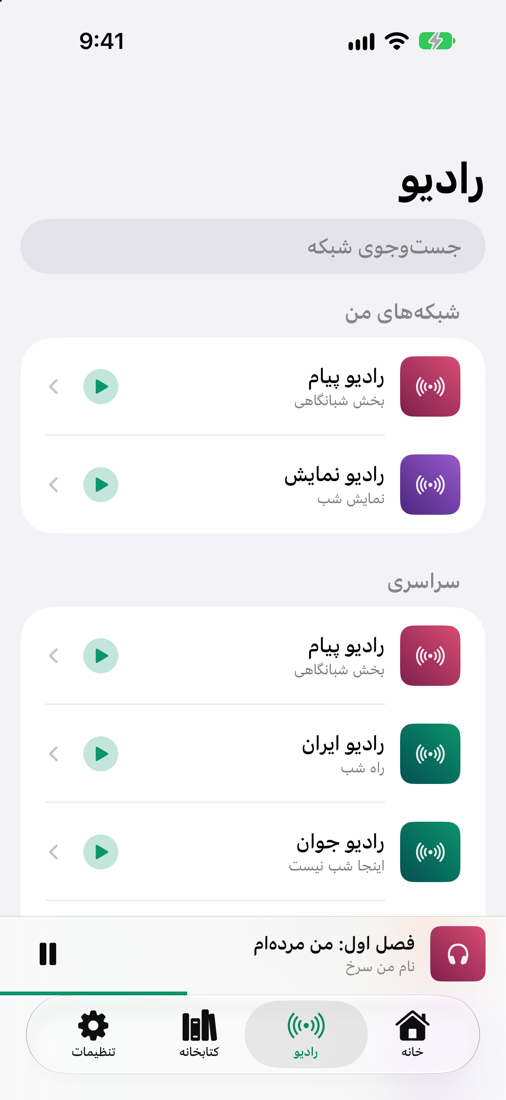 9:41
رادیو
جست‌وجوی شبکه
شبکه‌های من
رادیو پیام
بخش شبانگاهی
رادیو نمایش
نمایش شب
سراسری
رادیو پیام
بخش شبانگاهی
رادیو ایران
راه شب
رادیو جوان
اینجا شب نیست
فصل اول: من مرده‌ام
نام من سرخ
خانه
رادیو
کتابخانه
تنظیمات